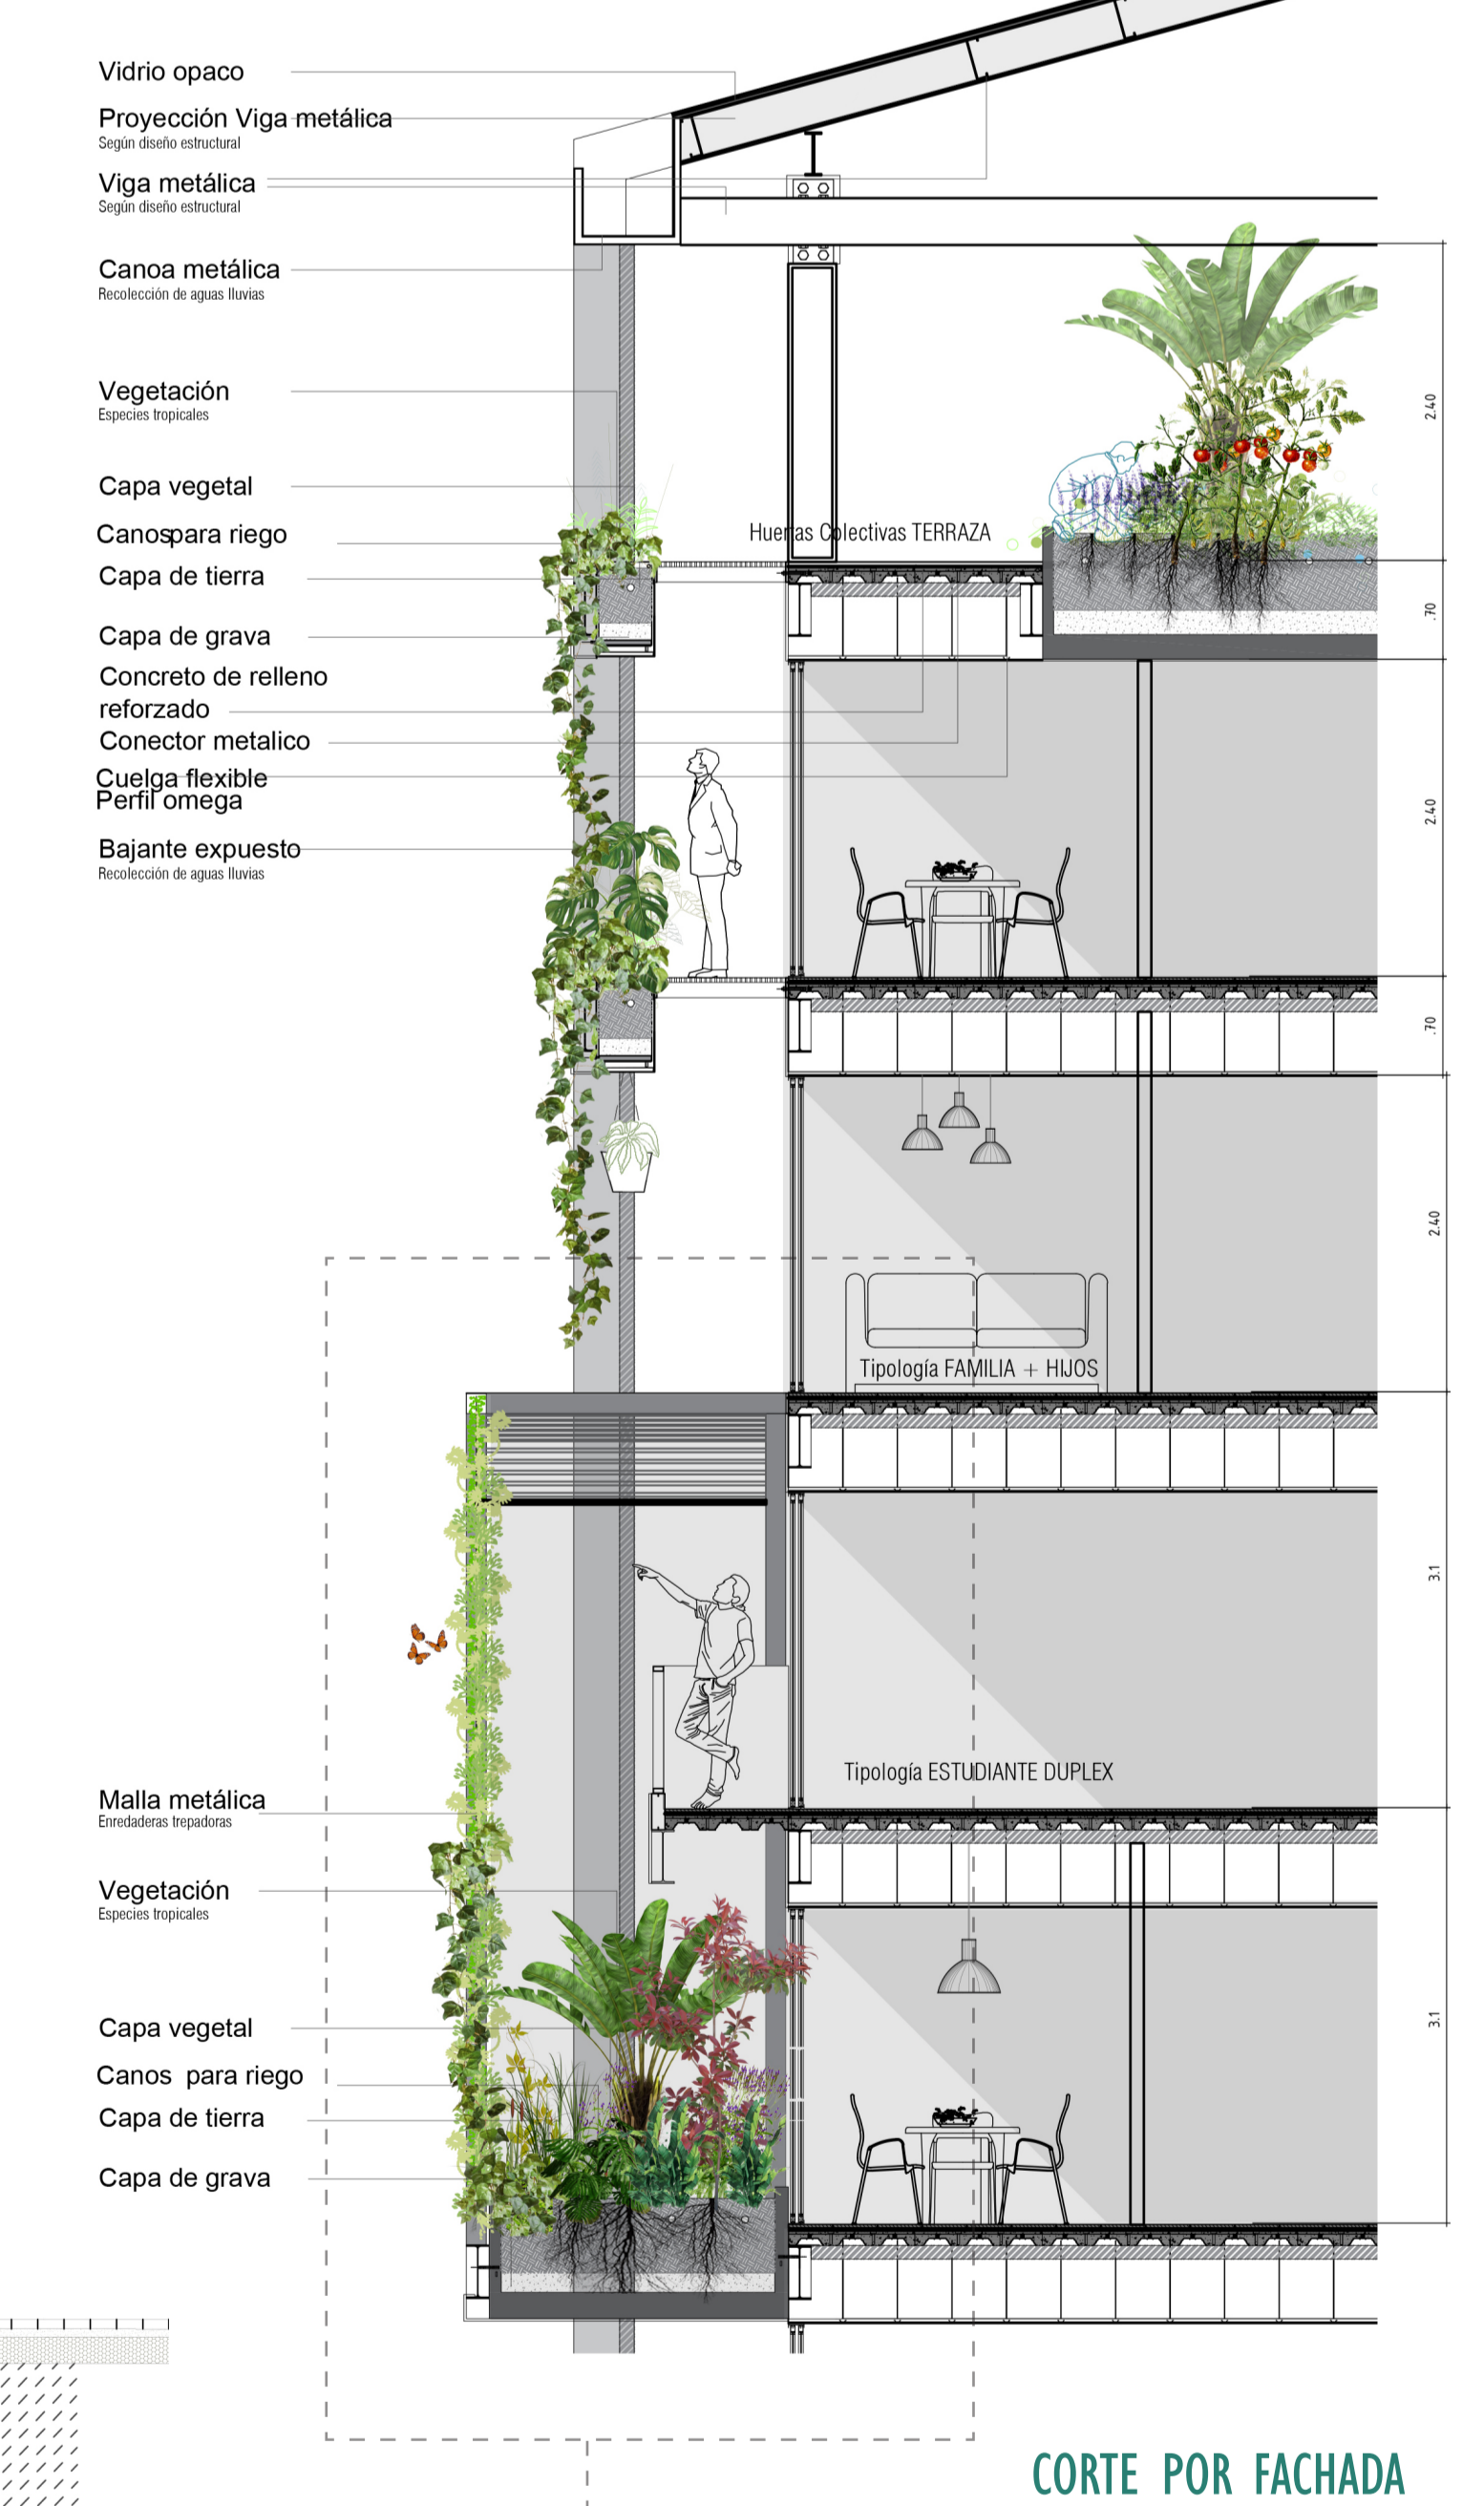 Vidrio opaco
Proyección Viga metálica
Según diseño estructural
Viga metálica
Según diseño estructural
Canoa metálica
Recolección de aguas lluvias
2.40
Vegetación
Especies tropicales
Capa vegetal
Canospara riego
Huertas Colectivas TERRAZA
Capa de tierra
.70
Capa de grava
Concreto de relleno
reforzado
Conector metalico
Cuelga flexible
Perfil omega
2.40
Bajante expuesto
Recolección de aguas lluvias
.70
2.40
Tipología FAMILIA + HIJOS
3.1
Tipología ESTUDIANTE DUPLEX
Malla metálica
Enredaderas trepadoras
Vegetación
Especies tropicales
Capa vegetal
3.1
Canos para riego
Capa de tierra
Capa de grava
CORTE POR FACHADA